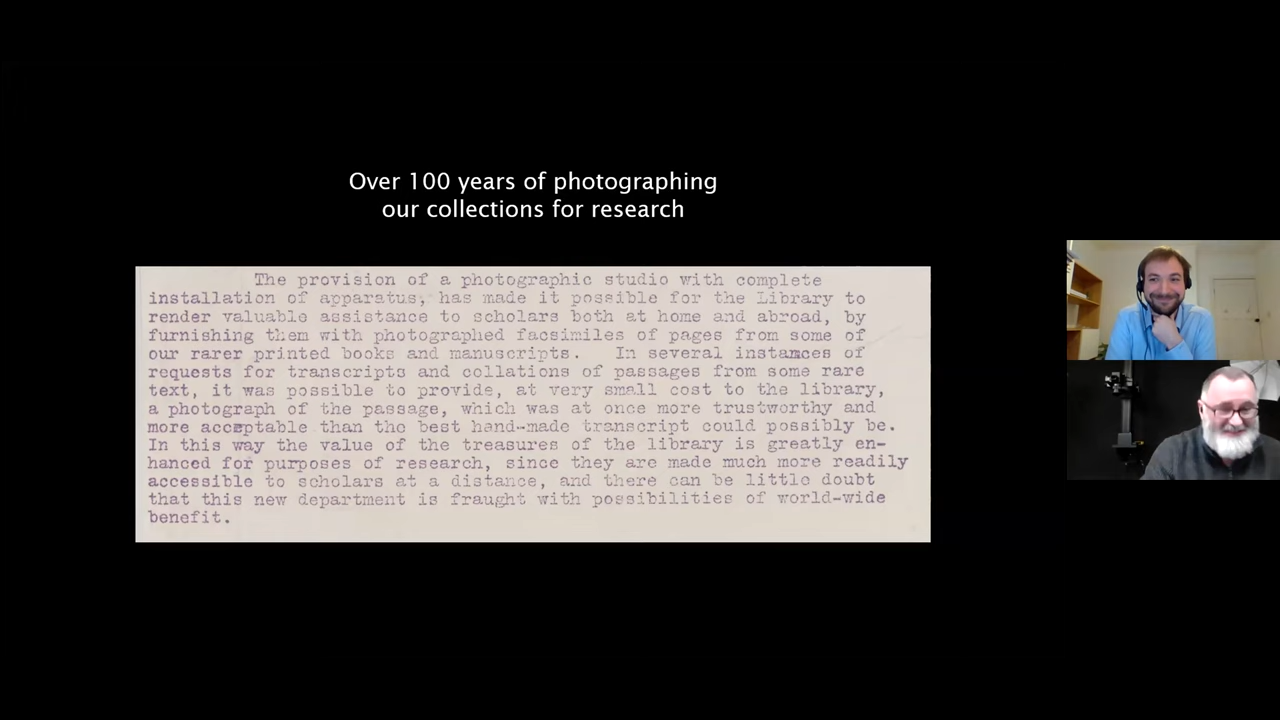 Over 100 years of photographing
our collections for research
The provision of a photographic studio with complete
installation of apparatus, has made it possible for the Library to
render valuable assistance to scholars both at home and abroad, by
furnishing them with photographed facsimiles of pages from some of
our rarer printed books and manuscripts. In several instances of
requests for transcripts and collations of passages from some rare
text, it was possible to provide, at very small cost to the library,
a photograph of the passage, which was at once more trustworthy and
more acceptable than the best hand-made transcript could possibly be.
In this way the value of the treasures of the library is greatly en-
hanced for purposes of research, since they are made much more readily
accessible to scholars at a distance, and there can be little doubt
that this new department is fraught with possibilities of world-wide
benefit.